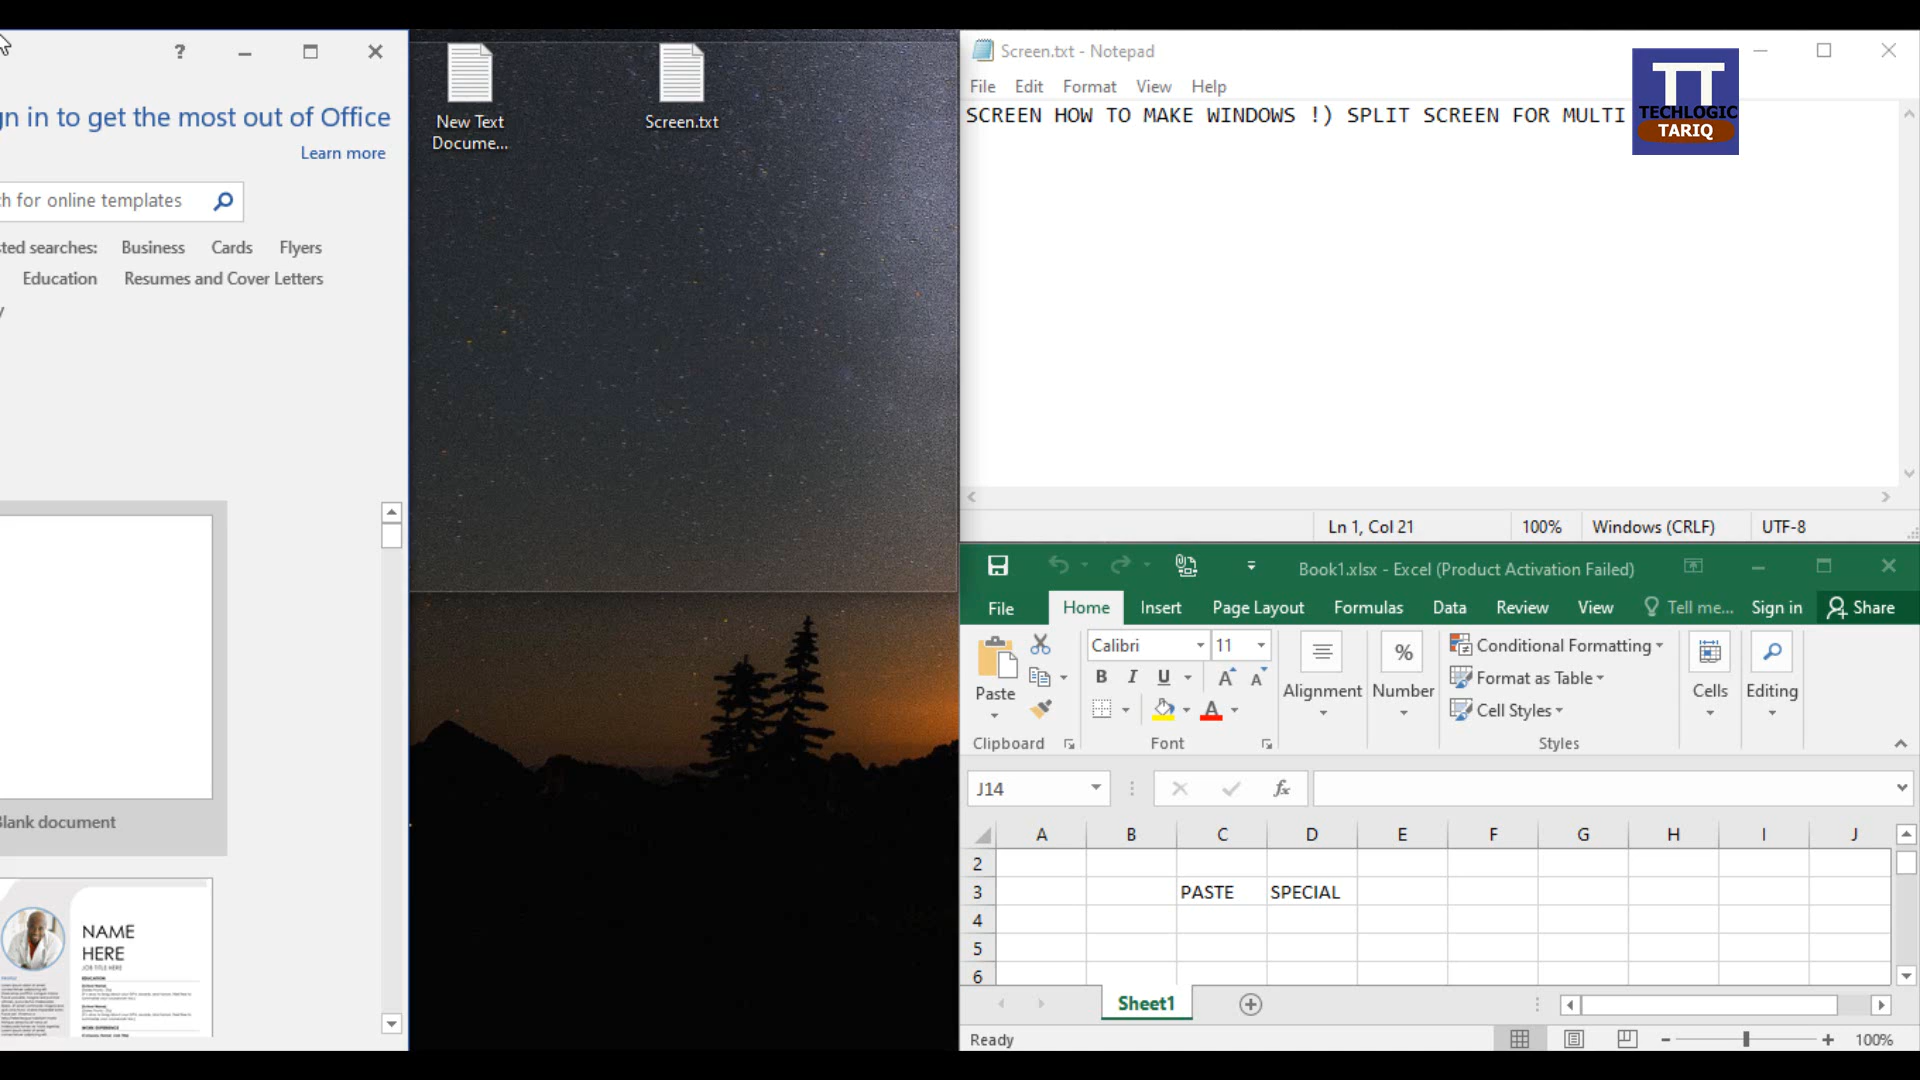 ?
n in to get the most out of Office
Learn more
h for online templates
ted searches: Business Cards Flyers
Education Resumes and Cover Letters
lank document
NAME
HERE
JOB TITLE HERE
New Text
Docume...
Screen.txt
Screen.txt - Notepad
File Edit Format View Help
SCREEN HOW TO MAKE WINDOWS !) SPLIT SCREEN FOR MULTI
TT
TECHLOGIC
TARIQ
Ln 1, Col 21 100% Windows (CRLF) UTF-8
Book1.xlsx - Excel (Product Activation Failed)
File Home Insert Page Layout Formulas Data Review View Tell me... Sign in Share
Paste
Clipboard
Calibri 11
B I U A A
A
Font
Alignment
%
Number
Conditional Formatting
Format as Table
Cell Styles
Styles
Cells
Editing
J14 fx
A B C D E F G H I J
2
3 PASTE SPECIAL
4
5
6
Sheet1
Ready 100%